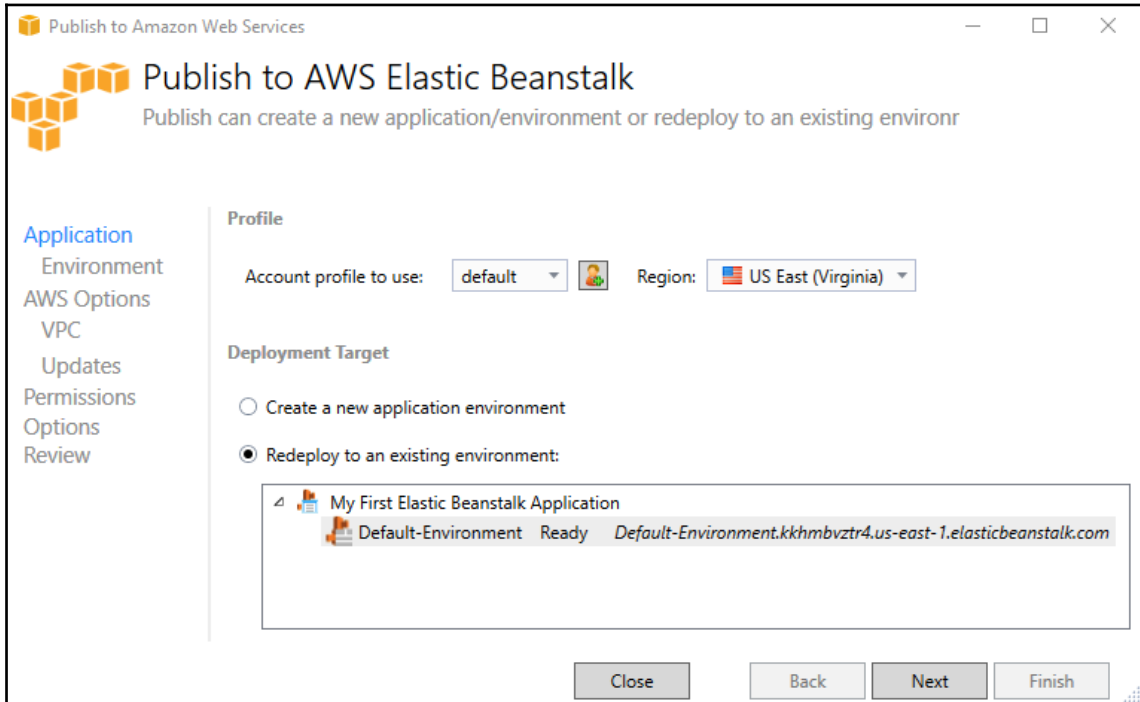 Publish to Amazon Web Services
Publish to AWS Elastic Beanstalk
Publish can create a new application/environment or redeploy to an existing environr
Application
Environment
AWS Options
VPC
Updates
Permissions
Options
Review
Profile
Account profile to use: default Region: US East (Virginia)
Deployment Target
Create a new application environment
Redeploy to an existing environment:
My First Elastic Beanstalk Application
Default-Environment Ready Default-Environment.kkhmbvztr4.us-east-1.elasticbeanstalk.com
Close Back Next Finish